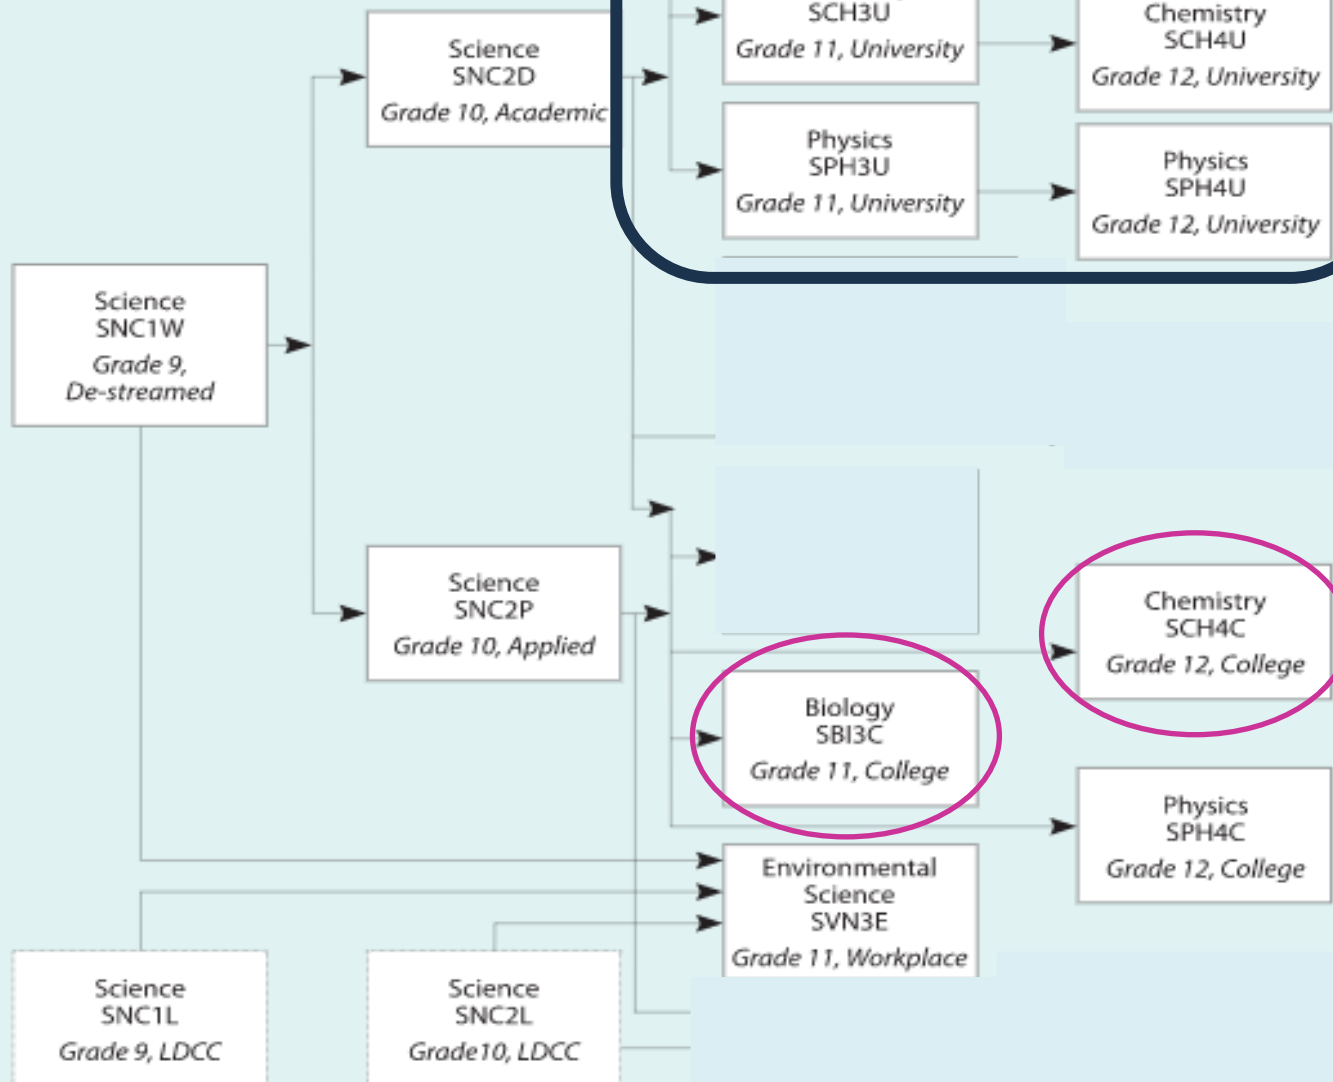 SCH3U
Grade 11, University
Chemistry
SCH4U
Grade 12, University
Science
SNC2D
Grade 10, Academic
Physics
SPH3U
Grade 11, University
Physics
SPH4U
Grade 12, University
Science
SNC1W
Grade 9,
De-streamed
Science
SNC2P
Grade 10, Applied
Chemistry
SCH4C
Grade 12, College
Biology
SBI3C
Grade 11, College
Physics
SPH4C
Grade 12, College
Environmental
Science
SVN3E
Grade 11, Workplace
Science
SNC1L
Grade 9, LDCC
Science
SNC2L
Grade10, LDCC